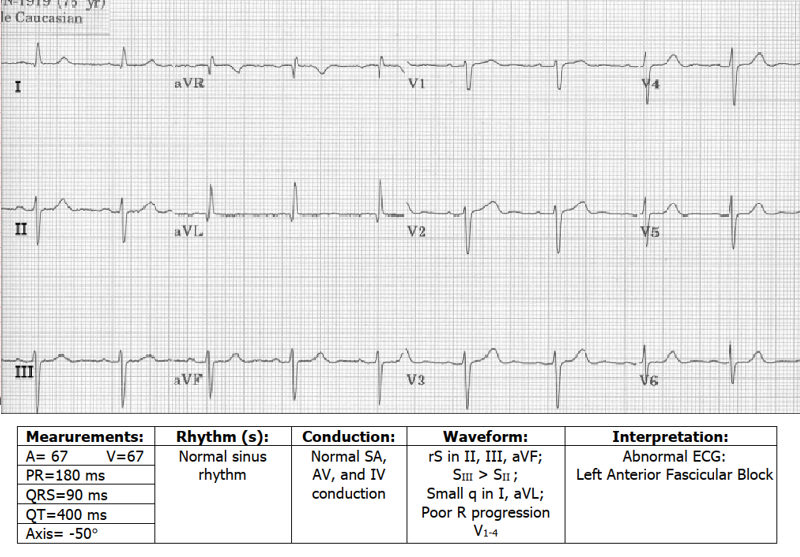 N-1919 (75 yr)
le Caucasian
I
aVR
V1
V4
II
aVL
V2
V5
III
aVF
V3
V6
Mearurements:
A= 67 V=67
PR=180 ms
QRS=90 ms
QT=400 ms
Axis= -50°
Rhythm (s):
Normal sinus
rhythm
Conduction:
Normal SA,
AV, and IV
conduction
Waveform:
rS in II, III, aVF;
SIII > SII ;
Small q in I, aVL;
Poor R progression
V1-4
Interpretation:
Abnormal ECG:
Left Anterior Fascicular Block